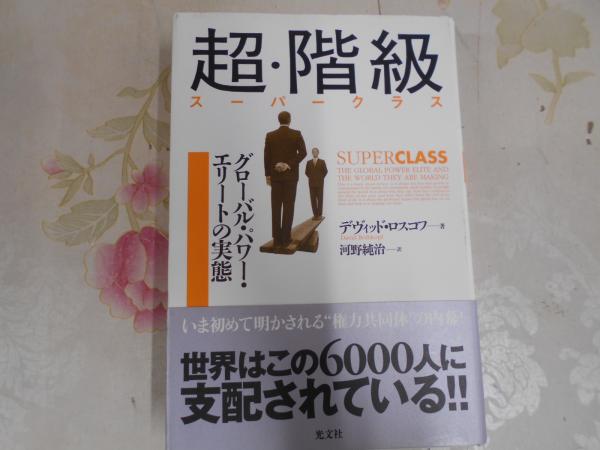 超・階級
スーパークラス
グローバル・パワー・
エリートの実態
SUPERCLASS
THE GLOBAL POWER ELITE AND
THE WORLD THEY ARE MAKING
デヴィッド・ロスコフ―著
David Rothkopf
河野純治―訳
いま初めて明かされる“権力共同体”の内幕!
世界はこの6000人に
支配されている!!
光文社